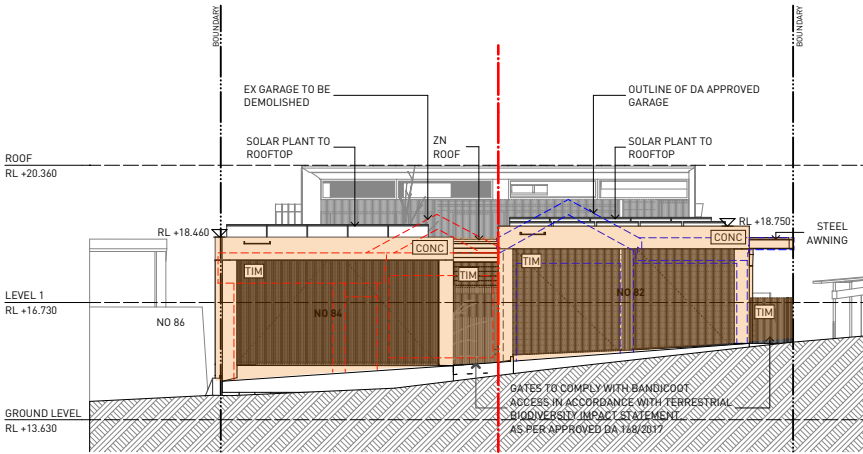 BOUNDARY
BOUNDARY
EX GARAGE TO BE
DEMOLISHED
OUTLINE OF DA APPROVED
GARAGE
SOLAR PLANT TO
ROOFTOP
ZN
ROOF
SOLAR PLANT TO
ROOFTOP
ROOF
RL +20.360
RL +18.460
RL +18.750
STEEL
AWNING
CONC
CONC
TIM
TIM
TIM
TIM
LEVEL 1
RL +16.730
NO 86
NO 84
NO 82
GATES TO COMPLY WITH BANDICOOT
ACCESS IN ACCORDANCE WITH TERRESTRIAL
BIODIVERSITY IMPACT STATEMENT
AS PER APPROVED DA 168/2017
GROUND LEVEL
RL +13.630